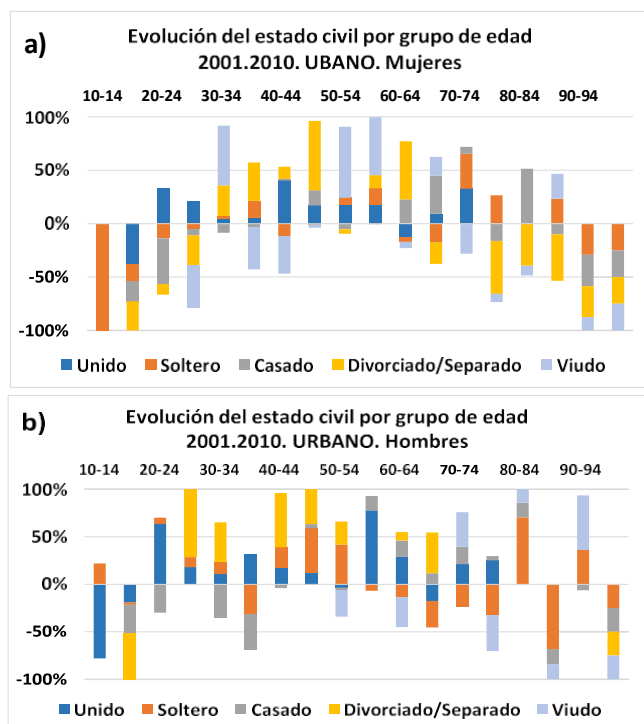 a)
Evolución del estado civil por grupo de edad
2001.2010. UBANO. Mujeres
10-14 20-24 30-34 40-44 50-54 60-64 70-74 80-84 90-94
100%
50%
0%
-50%
-100%
Unido Soltero Casado Divorciado/Separado Viudo
b)
Evolución del estado civil por grupo de edad
2001.2010. URBANO. Hombres
10-14 20-24 30-34 40-44 50-54 60-64 70-74 80-84 90-94
100%
50%
0%
-50%
-100%
Unido Soltero Casado Divorciado/Separado Viudo